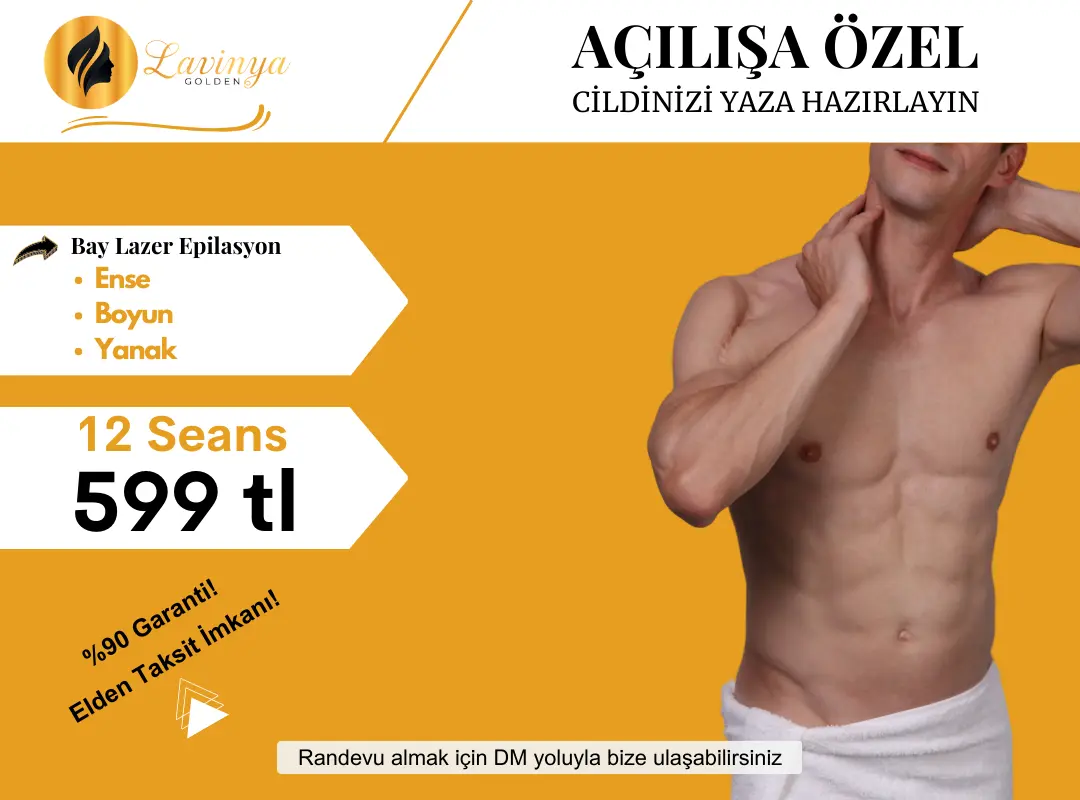 Lavinya
GOLDEN
AÇILIŞA ÖZEL
CİLDİNİZİ YAZA HAZIRLAYIN
Bay Lazer Epilasyon
• Ense
• Boyun
• Yanak
12 Seans
599 tl
%90 Garanti!
Elden Taksit İmkanı!
Randevu almak için DM yoluyla bize ulaşabilirsiniz